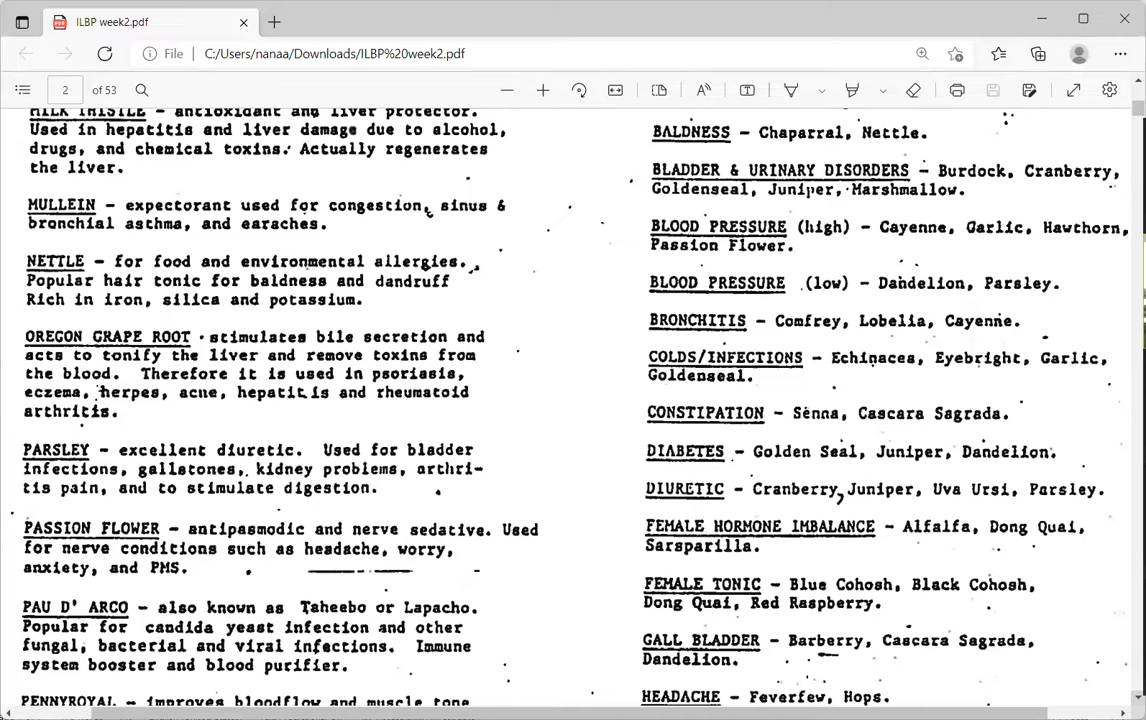 ILBP week2.pdf
File
C:/Users/nanaa/Downloads/ILBP%20week2.pdf
2 of 53
MILK THISTLE - antioxidant and liver protector.
Used in hepatitis and liver damage due to alcohol,
drugs, and chemical toxins. Actually regenerates
the liver.
MULLEIN - expectorant used for congestion, sinus &
bronchial asthma, and earaches.
NETTLE - for food and environmental allergies.
Popular hair tonic for baldness and dandruff
Rich in iron, silica and potassium.
OREGON GRAPE ROOT - stimulates bile secretion and
acts to tonify the liver and remove toxins from
the blood. Therefore it is used in psoriasis,
eczema, herpes, acne, hepatitis and rheumatoid
arthritis.
PARSLEY - excellent diuretic. Used for bladder
infections, gallstones, kidney problems, arthri-
tis pain, and to stimulate digestion.
PASSION FLOWER - antipasmodic and nerve sedative. Used
for nerve conditions such as headache, worry,
anxiety, and PMS.
PAU D' ARCO - also known as Taheebo or Lapacho.
Popular for candida yeast infection and other
fungal, bacterial and viral infections. Immune
system booster and blood purifier.
PENNYROYAL - improves bloodflow and muscle tone
BALDNESS - Chaparral, Nettle.
BLADDER & URINARY DISORDERS - Burdock, Cranberry,
Goldenseal, Juniper, Marshmallow.
BLOOD PRESSURE (high) - Cayenne, Garlic, Hawthorn,
Passion Flower.
BLOOD PRESSURE (low) - Dandelion, Parsley.
BRONCHITIS - Comfrey, Lobelia, Cayenne.
COLDS/INFECTIONS - Echinacea, Eyebright, Garlic,
Goldenseal.
CONSTIPATION - Senna, Cascara Sagrada.
DIABETES - Golden Seal, Juniper, Dandelion.
DIURETIC - Cranberry, Juniper, Uva Ursi, Parsley.
FEMALE HORMONE IMBALANCE - Alfalfa, Dong Quai,
Sarsparilla.
FEMALE TONIC - Blue Cohosh, Black Cohosh,
Dong Quai, Red Raspberry.
GALL BLADDER - Barberry, Cascara Sagrada,
Dandelion.
HEADACHE - Feverfew, Hops.